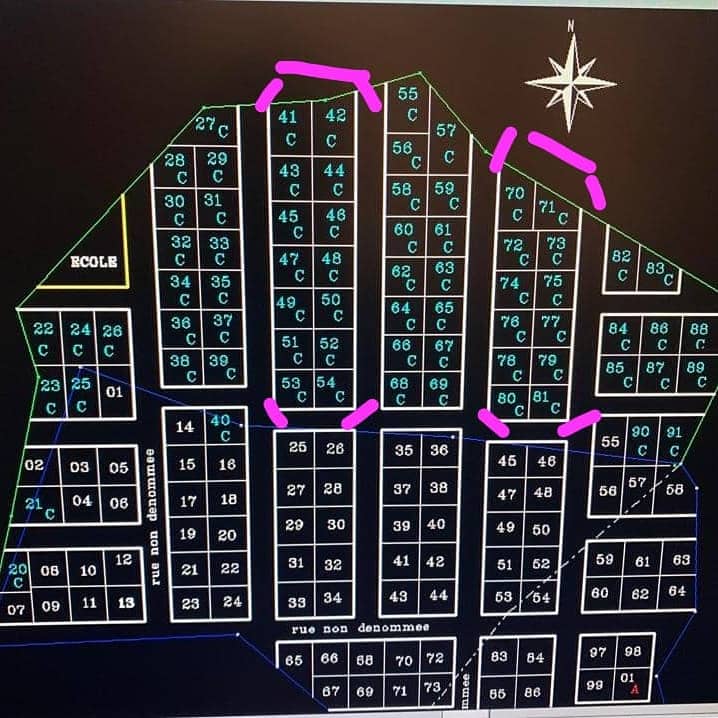 N
27 C
28 C 29 C
30 C 31 C
32 C 33 C
34 C 35 C
36 C 37 C
38 C 39 C
41 C 42 C
43 C 44 C
45 C 46 C
47 C 48 C
49 C 50 C
51 C 52 C
53 C 54 C
55 C
56 C 57 C
58 C 59 C
60 C 61 C
62 C 63 C
64 C 65 C
66 C 67 C
68 C 69 C
70 C 71 C
72 C 73 C
74 C 75 C
76 C 77 C
78 C 79 C
80 C 81 C
82 C 83 C
84 C 86 C 88 C
85 C 87 C 89 C
ECOLE
22 C 24 C 26 C
23 C 25 C 01
02 03 05
21 C 04 06
20 C 08 10 12
07 09 11 13
rue non denommee
14 40 C
15 16
17 18
19 20
21 22
23 24
25 26
27 28
29 30
31 32
33 34
35 36
37 38
39 40
41 42
43 44
45 46
47 48
49 50
51 52
53 54
55 90 C 91 C
56 57 58
59 61 63
60 62 64
rue non denommee
65 66 68 70 72
67 69 71 73
mmee
83 84
85 86
97 98
99 01 A